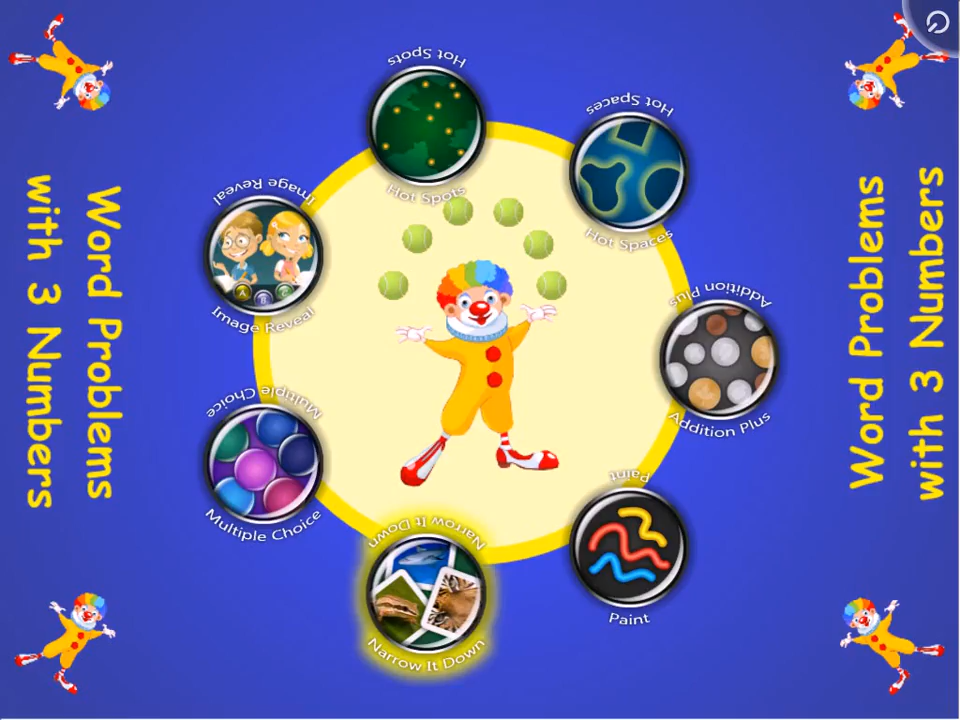 Word Problems
with 3 Numbers
Word Problems
with 3 Numbers
Hot Spots
Hot Spots
Hot Spaces
Hot Spaces
Image Reveal
Image Reveal
Addition Plus
Addition Plus
Multiple Choice
Multiple Choice
Paint
Paint
Narrow It Down
Narrow It Down